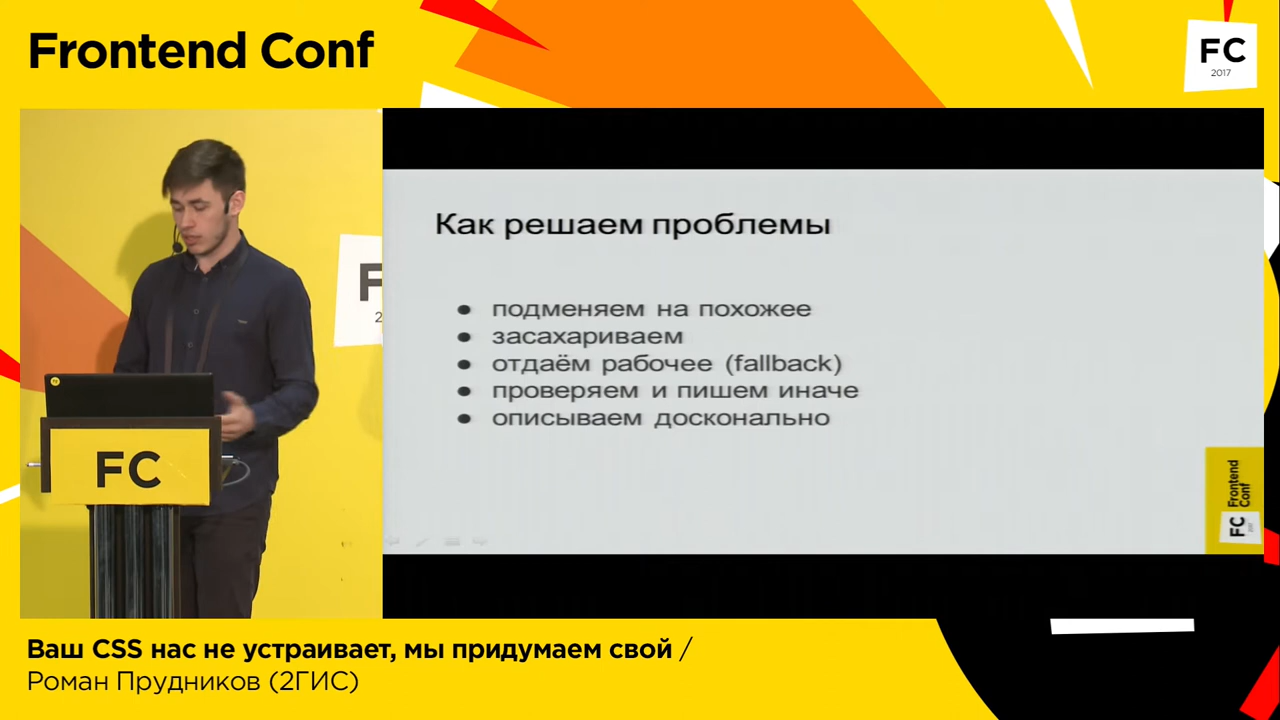 Frontend Conf
FC
2017
F
2
FC
Как решаем проблемы
подменяем на похожее
засахариваем
отдаём рабочее (fallback)
проверяем и пишем иначе
описываем досконально
Frontend
Conf
FC
Ваш CSS нас не устраивает, мы придумаем свой /
Роман Прудников (2ГИС)